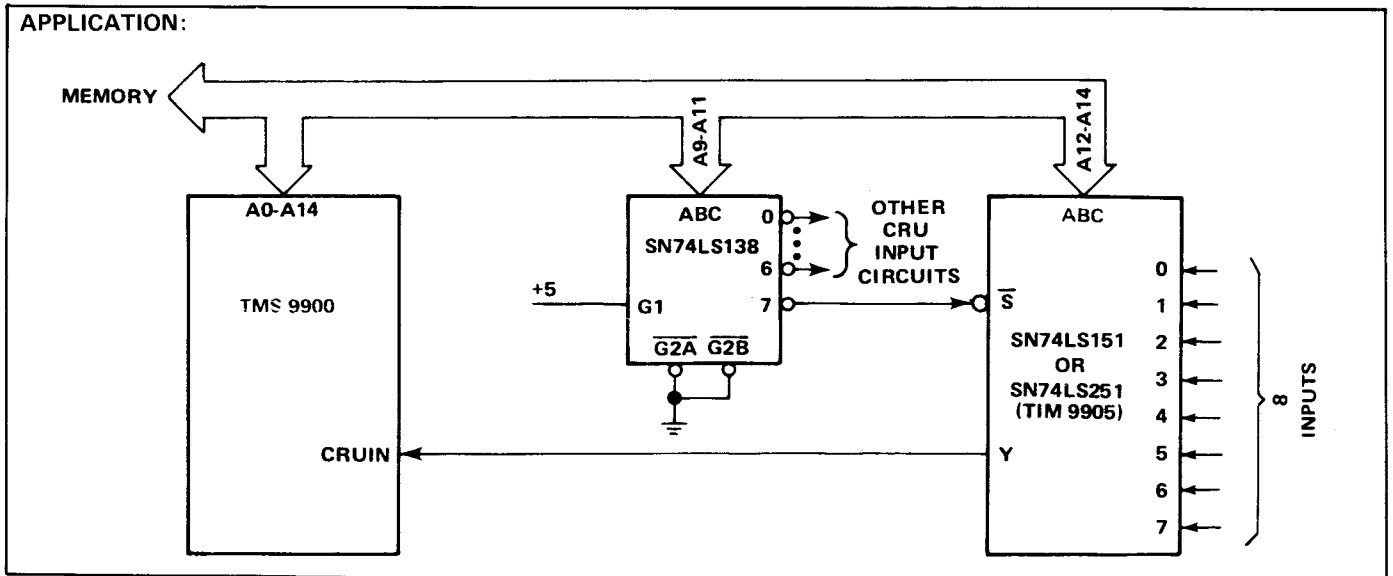 APPLICATION:
MEMORY
A9-A11
A12-A14
A0-A14
TMS 9900
CRUIN
ABC
SN74LS138
0
6
7
+5
G1
G2A G2B
OTHER
CRU
INPUT
CIRCUITS
ABC
S
SN74LS151
OR
SN74LS251
(TIM 9905)
Y
0
1
2
3
4
5
6
7
8
INPUTS